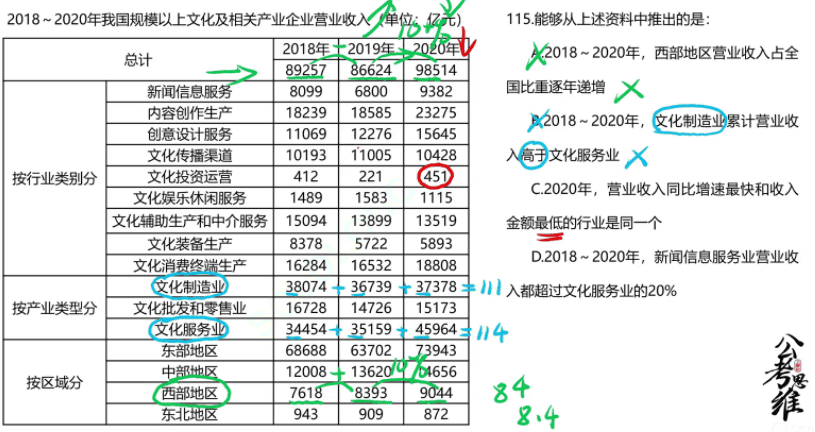 2018～2020年我国规模以上文化及相关产业企业营业收入（单位：亿元）
总计 2018年 2019年 2020年
89257 86624 98514
按行业类别分
新闻信息服务 8099 6800 9382
内容创作生产 18239 18585 23275
创意设计服务 11069 12276 15645
文化传播渠道 10193 11005 10428
文化投资运营 412 221 451
文化娱乐休闲服务 1489 1583 1115
文化辅助生产和中介服务 15094 13899 13519
文化装备生产 8378 5722 5893
文化消费终端生产 16284 16532 18808
按产业类型分
文化制造业 38074 + 36739 + 37378 = 111
文化批发和零售业 16728 14726 15173
文化服务业 34454 + 35159 + 45964 = 114
按区域分
东部地区 68688 63702 73943
中部地区 12008 13620 14656
西部地区 7618 8393 9044
东北地区 943 909 872
10%
10%
84
8.4
115.能够从上述资料中推出的是：
A.2018～2020年，西部地区营业收入占全
国比重逐年递增
B.2018～2020年，文化制造业累计营业收
入高于文化服务业
C.2020年，营业收入同比增速最快和收入
金额最低的行业是同一个
D.2018～2020年，新闻信息服务业营业收
入都超过文化服务业的20%
公考思维